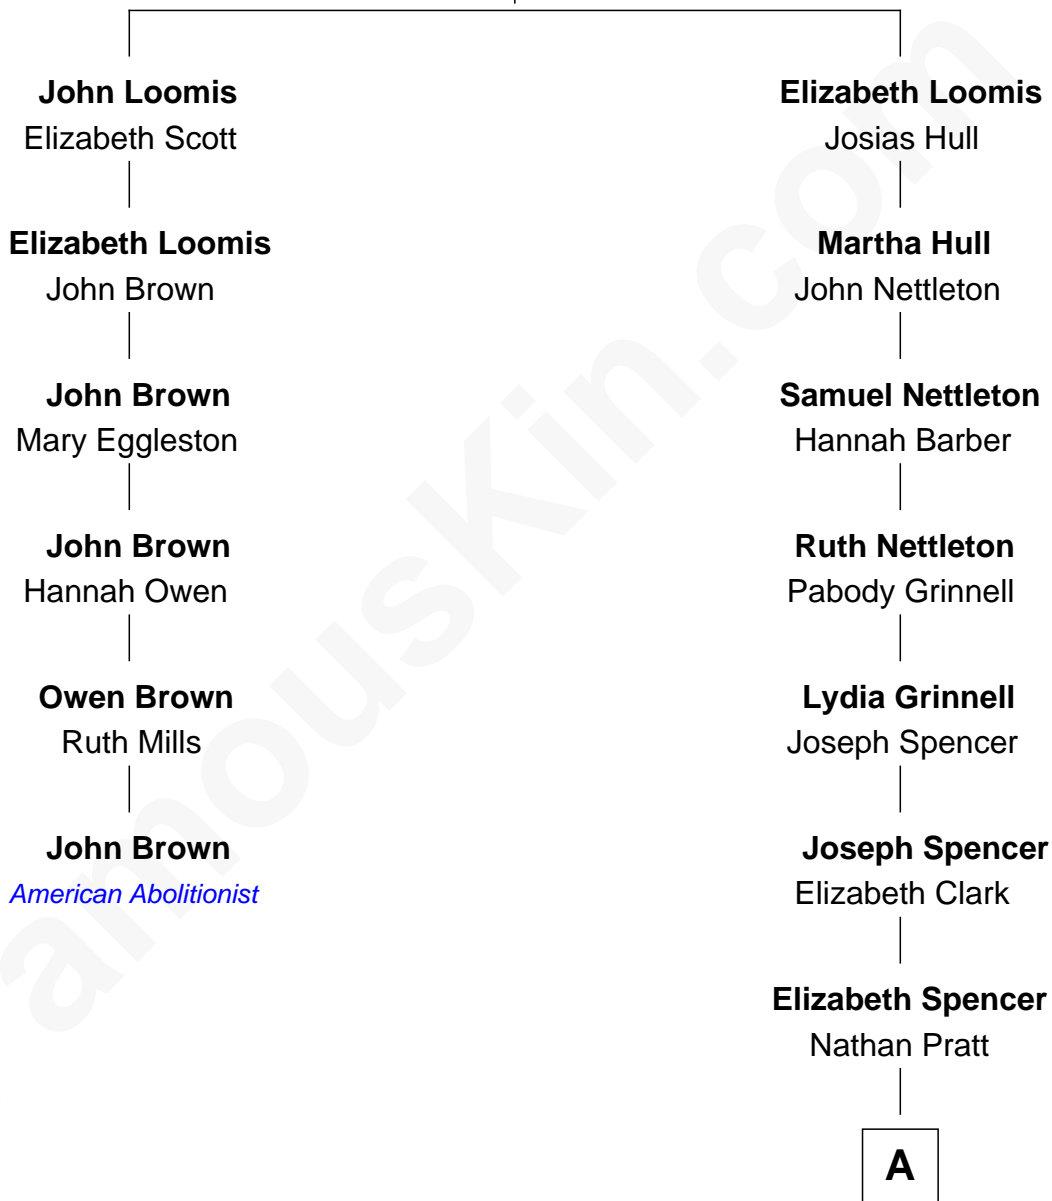 John Loomis
Elizabeth Scott
Elizabeth Loomis
John Brown
John Brown
Mary Eggleston
John Brown
Hannah Owen
Owen Brown
Ruth Mills
John Brown
American Abolitionist
Elizabeth Loomis
Josias Hull
Martha Hull
John Nettleton
Samuel Nettleton
Hannah Barber
Ruth Nettleton
Pabody Grinnell
Lydia Grinnell
Joseph Spencer
Joseph Spencer
Elizabeth Clark
Elizabeth Spencer
Nathan Pratt
A
amouskin.com